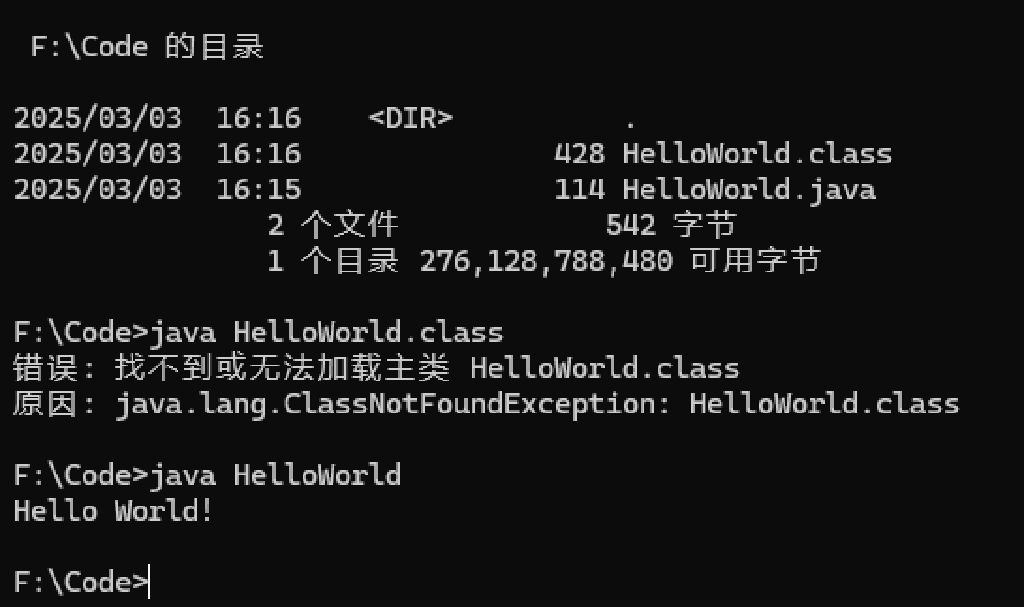 F:\Code 的目录
2025/03/03  16:16    <DIR>          .
2025/03/03  16:16               428 HelloWorld.class
2025/03/03  16:15               114 HelloWorld.java
               2 个文件            542 字节
               1 个目录 276,128,788,480 可用字节
F:\Code>java HelloWorld.class
错误: 找不到或无法加载主类 HelloWorld.class
原因: java.lang.ClassNotFoundException: HelloWorld.class
F:\Code>java HelloWorld
Hello World!
F:\Code>